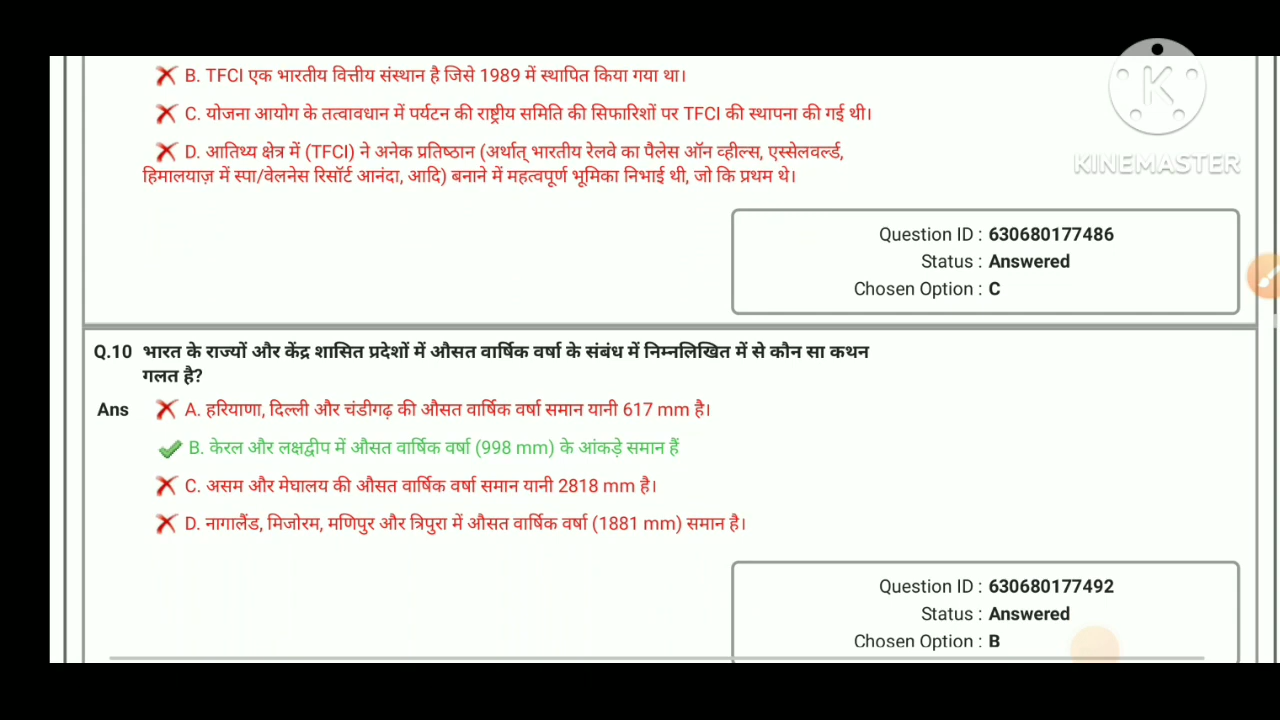 B. TFCI एक भारतीय वित्तीय संस्थान है जिसे 1989 में स्थापित किया गया था।
C. योजना आयोग के तत्वावधान में पर्यटन की राष्ट्रीय समिति की सिफारिशों पर TFCI की स्थापना की गई थी।
D. आतिथ्य क्षेत्र में (TFCI) ने अनेक प्रतिष्ठान (अर्थात् भारतीय रेलवे का पैलेस ऑन व्हील्स, एस्सेलवर्ल्ड,
हिमालयाज़ में स्पा/वेलनेस रिसॉर्ट आनंदा, आदि) बनाने में महत्वपूर्ण भूमिका निभाई थी, जो कि प्रथम थे।
K
KINEMASTER
Question ID : 630680177486
Status : Answered
Chosen Option : C
Q.10 भारत के राज्यों और केंद्र शासित प्रदेशों में औसत वार्षिक वर्षा के संबंध में निम्नलिखित में से कौन सा कथन
गलत है?
Ans A. हरियाणा, दिल्ली और चंडीगढ़ की औसत वार्षिक वर्षा समान यानी 617 mm है।
B. केरल और लक्षद्वीप में औसत वार्षिक वर्षा (998 mm) के आंकड़े समान हैं
C. असम और मेघालय की औसत वार्षिक वर्षा समान यानी 2818 mm है।
D. नागालैंड, मिजोरम, मणिपुर और त्रिपुरा में औसत वार्षिक वर्षा (1881 mm) समान है।
Question ID : 630680177492
Status : Answered
Chosen Option : B